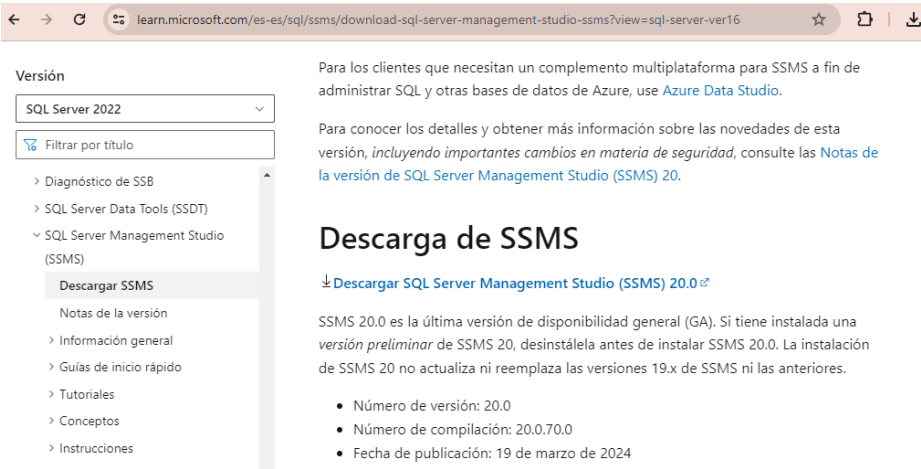 learn.microsoft.com/es-es/sql/ssms/download-sql-server-management-studio-ssms?view=sql-server-ver16
Versión
SQL Server 2022
Filtrar por título
Diagnóstico de SSB
SQL Server Data Tools (SSDT)
SQL Server Management Studio
(SSMS)
Descargar SSMS
Notas de la versión
Información general
Guías de inicio rápido
Tutoriales
Conceptos
Instrucciones
Para los clientes que necesitan un complemento multiplataforma para SSMS a fin de
administrar SQL y otras bases de datos de Azure, use Azure Data Studio.
Para conocer los detalles y obtener más información sobre las novedades de esta
versión, incluyendo importantes cambios en materia de seguridad, consulte las Notas de
la versión de SQL Server Management Studio (SSMS) 20.
Descarga de SSMS
Descargar SQL Server Management Studio (SSMS) 20.0
SSMS 20.0 es la última versión de disponibilidad general (GA). Si tiene instalada una
versión preliminar de SSMS 20, desinstálela antes de instalar SSMS 20.0. La instalación
de SSMS 20 no actualiza ni reemplaza las versiones 19.x de SSMS ni las anteriores.
• Número de versión: 20.0
• Número de compilación: 20.0.70.0
• Fecha de publicación: 19 de marzo de 2024